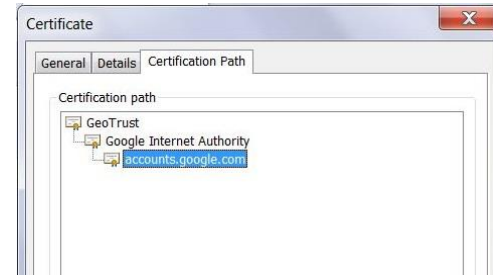 Certificate
General Details Certification Path
Certification path
GeoTrust
Google Internet Authority
accounts.google.com